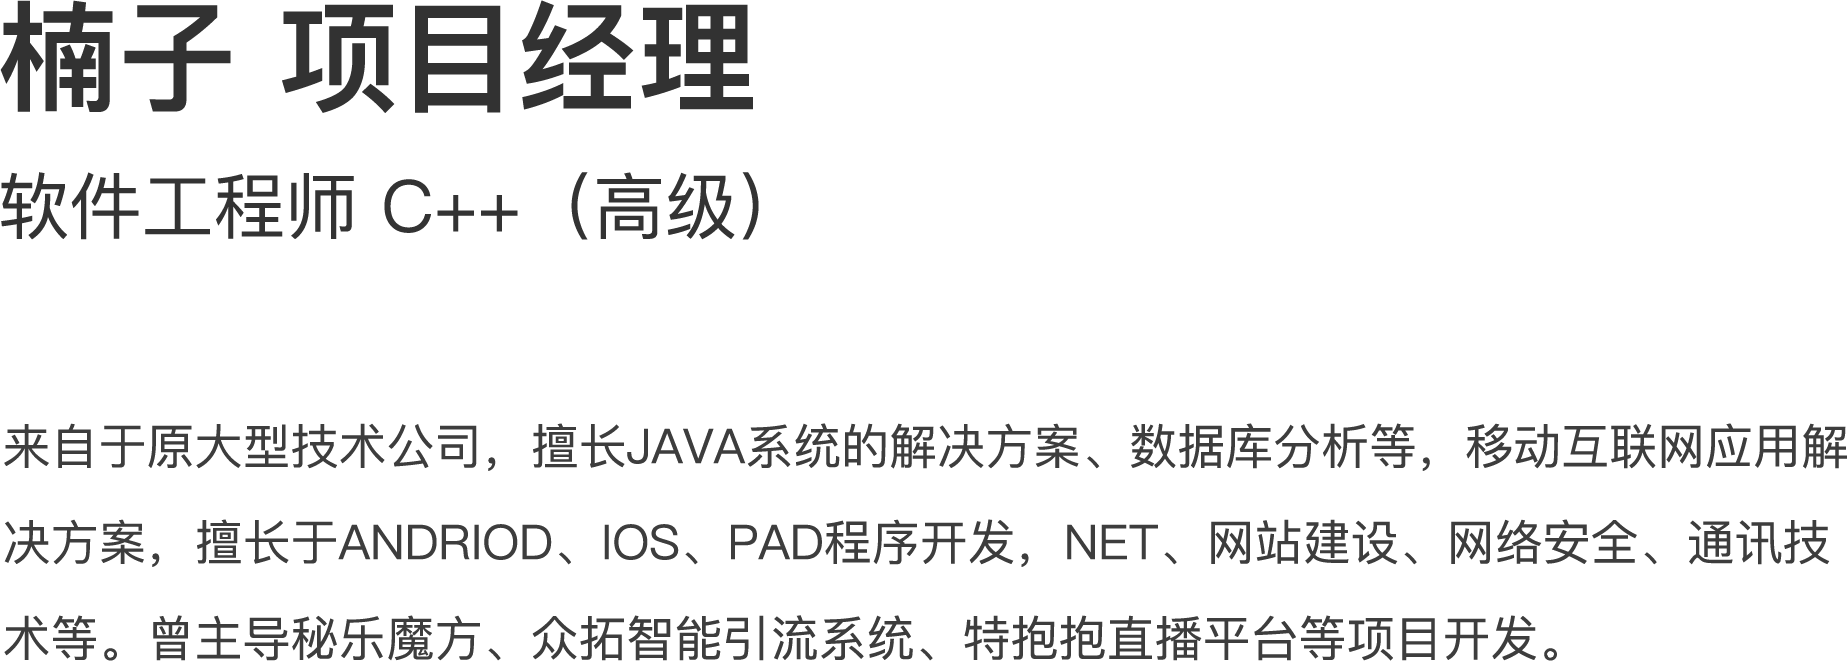 楠子 项目经理
软件工程师 C++（高级）
来自于原大型技术公司，擅长JAVA系统的解决方案、数据库分析等，移动互联网应用解
决方案，擅长于ANDRIOD、IOS、PAD程序开发，NET、网站建设、网络安全、通讯技
术等。曾主导秘乐魔方、众拓智能引流系统、特抱抱直播平台等项目开发。